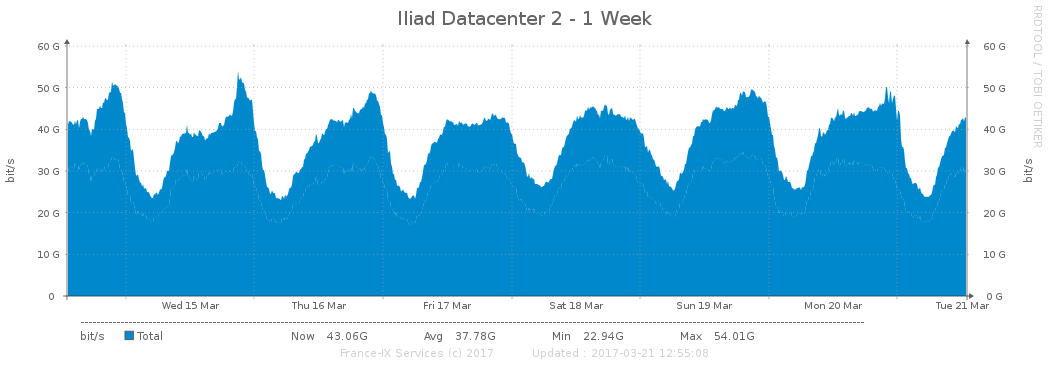 Iliad Datacenter 2 - 1 Week
RRDTOOL / TOBI OETIKER
bit/s
60 G 60 G
50 G 50 G
40 G 40 G
30 G 30 G
20 G 20 G
10 G 10 G
0 0 G
bit/s
Wed 15 Mar Thu 16 Mar Fri 17 Mar Sat 18 Mar Sun 19 Mar Mon 20 Mar Tue 21 Mar
bit/s Total Now 43.06G Avg 37.78G Min 22.94G Max 54.01G
France-IX Services (c) 2017 Updated : 2017-03-21 12:55:08